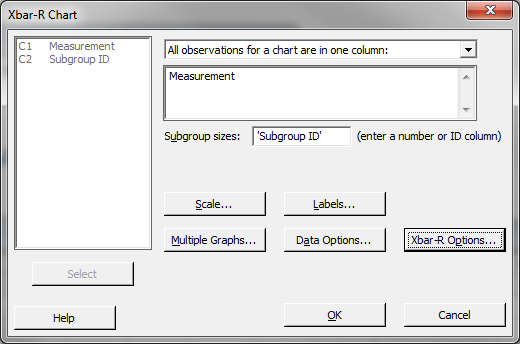 Xbar-R Chart
C1 Measurement
C2 Subgroup ID
All observations for a chart are in one column:
Measurement
Subgroup sizes: 'Subgroup ID' (enter a number or ID column)
Scale... Labels...
Multiple Graphs... Data Options... Xbar-R Options...
Select
Help OK Cancel